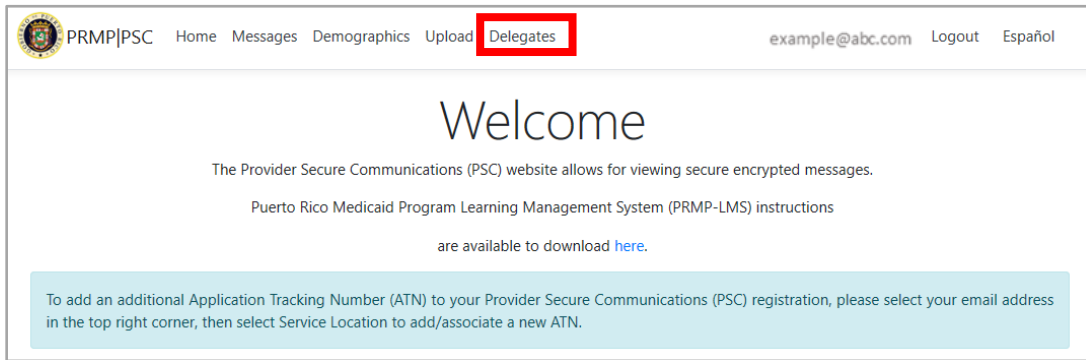 PRMP|PSC Home Messages Demographics Upload Delegates example@abc.com Logout Español
Welcome
The Provider Secure Communications (PSC) website allows for viewing secure encrypted messages.
Puerto Rico Medicaid Program Learning Management System (PRMP-LMS) instructions
are available to download here.
To add an additional Application Tracking Number (ATN) to your Provider Secure Communications (PSC) registration, please select your email address
in the top right corner, then select Service Location to add/associate a new ATN.